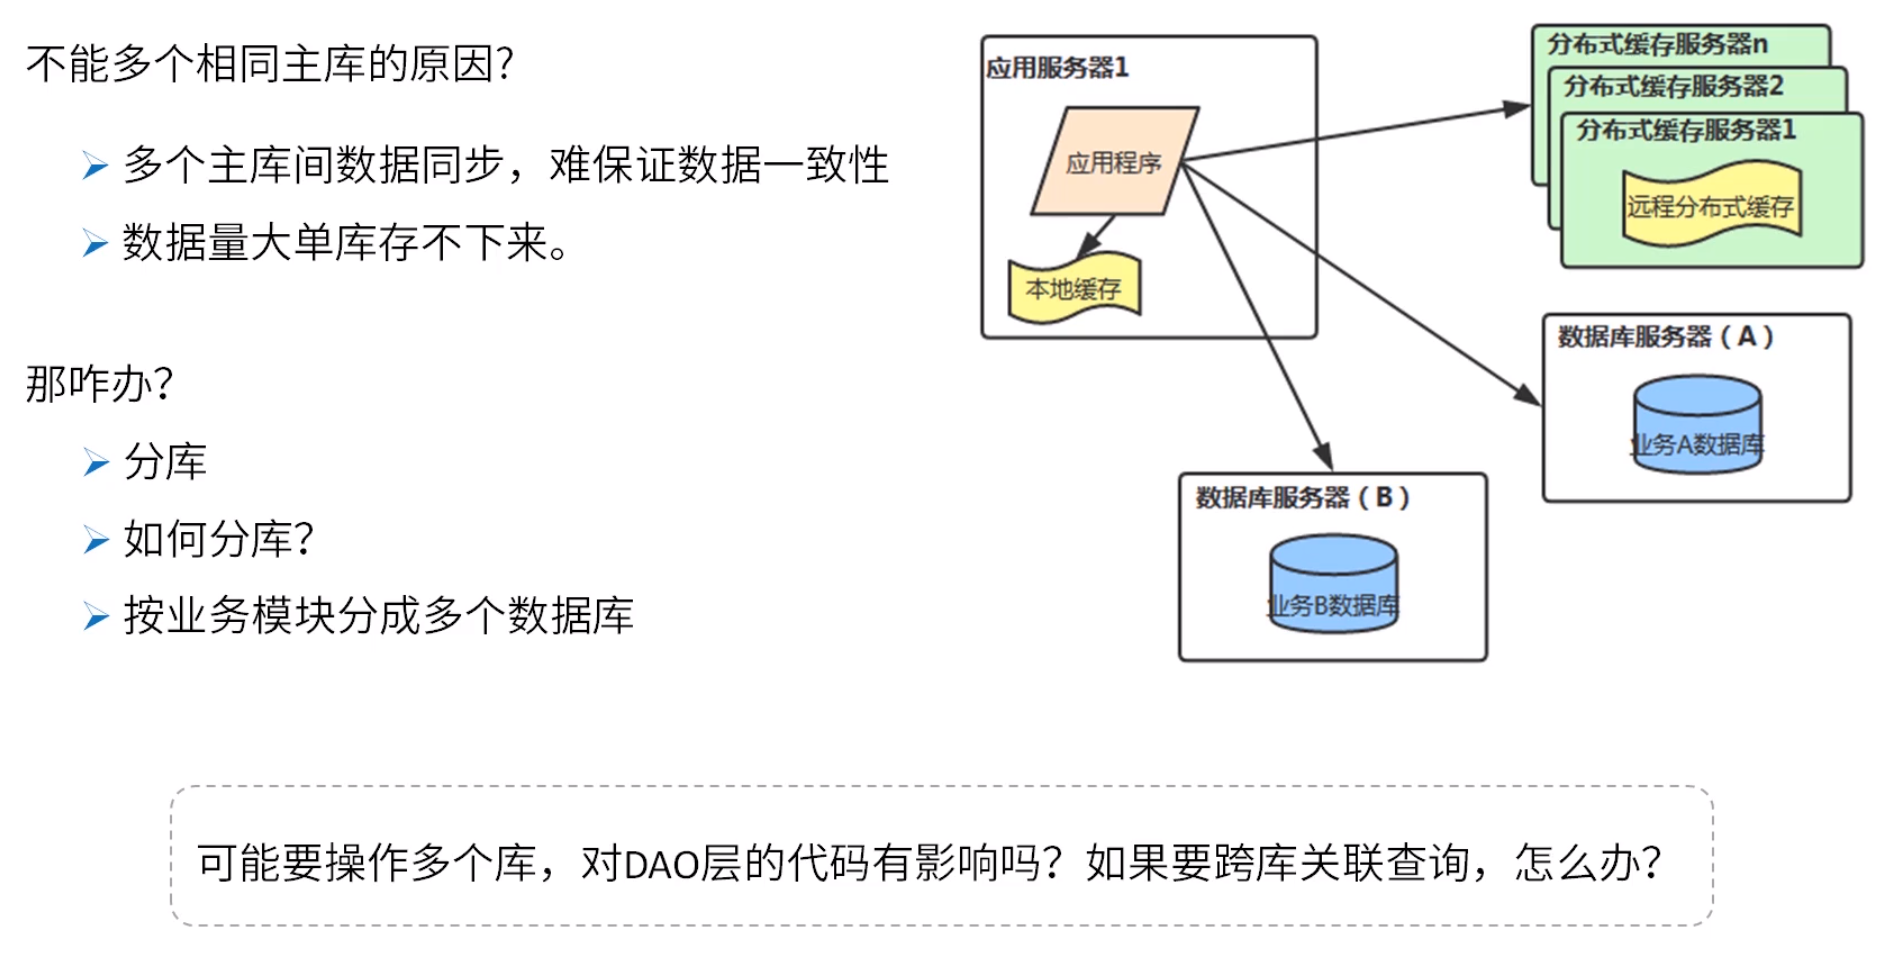 不能多个相同主库的原因?
多个主库间数据同步，难保证数据一致性
数据量大单库存不下来。
那咋办？
分库
如何分库？
按业务模块分成多个数据库
应用服务器1
应用程序
本地缓存
分布式缓存服务器n
分布式缓存服务器2
分布式缓存服务器1
远程分布式缓存
数据库服务器（A）
业务A数据库
数据库服务器（B）
业务B数据库
可能要操作多个库，对DAO层的代码有影响吗？如果要跨库关联查询，怎么办？